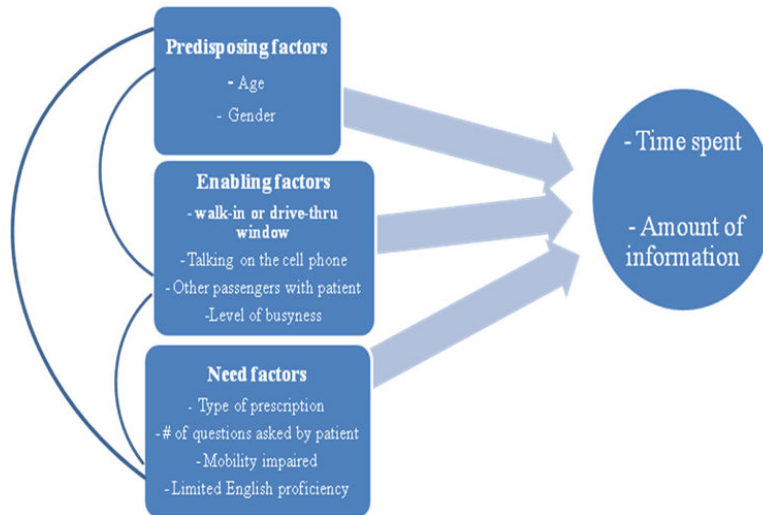 Predisposing factors
- Age
- Gender
Enabling factors
- walk-in or drive-thru
window
-Talking on the cell phone
-Other passengers with patient
-Level of busyness
Need factors
- Type of prescription
-# of questions asked by patient
-Mobility impaired
-Limited English proficiency
- Time spent
- Amount of
information